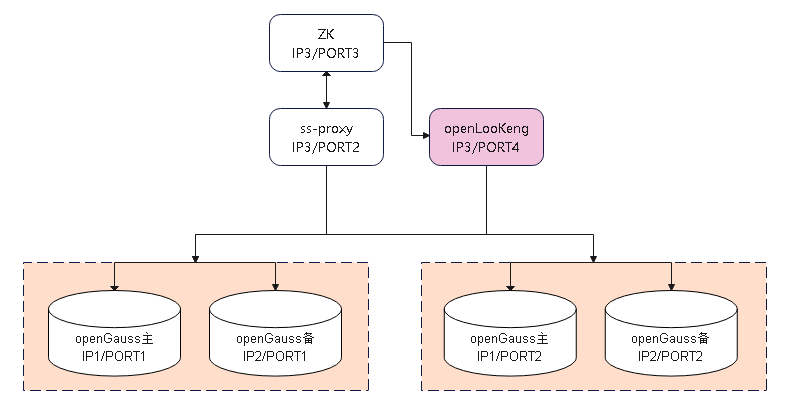 ZK
IP3/PORT3
ss-proxy
IP3/PORT2
openLooKeng
IP3/PORT4
openGauss主
IP1/PORT1
openGauss备
IP2/PORT1
openGauss主
IP1/PORT2
openGauss备
IP2/PORT2